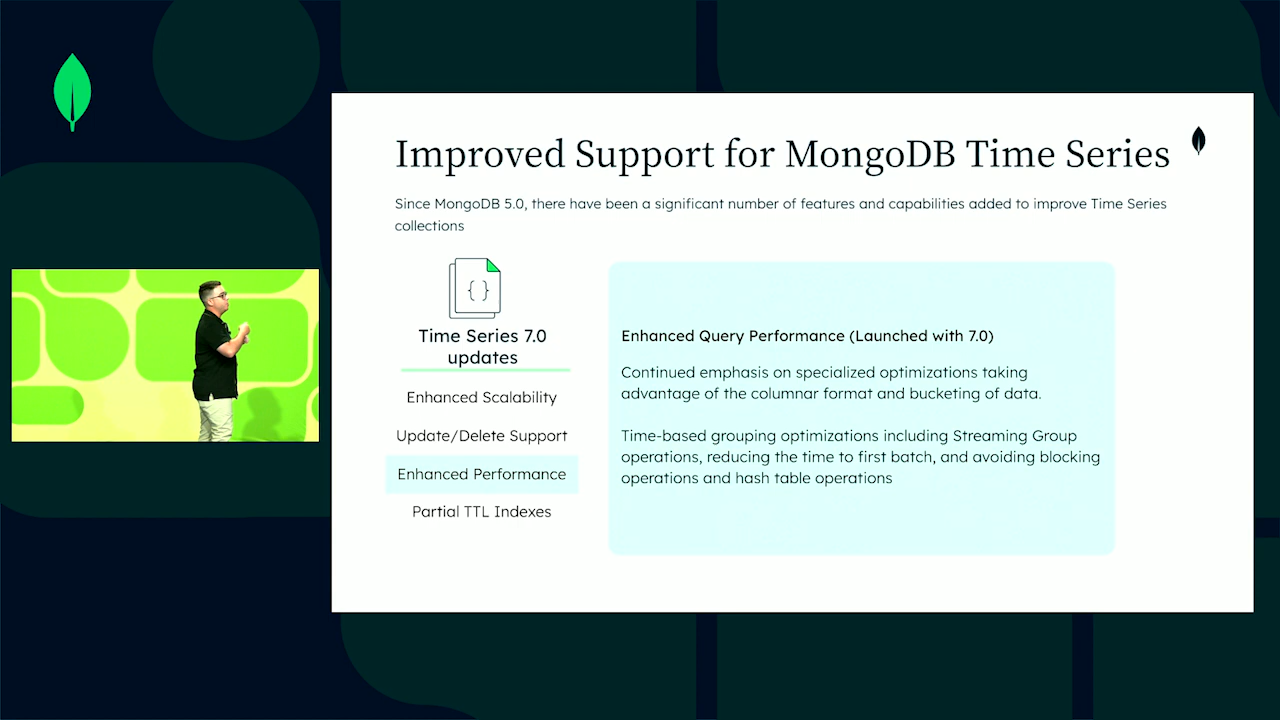 Improved Support for MongoDB Time Series
Since MongoDB 5.0, there have been a significant number of features and capabilities added to improve Time Series
collections
{ }
Time Series 7.0
updates
Enhanced Scalability
Update/Delete Support
Enhanced Performance
Partial TTL Indexes
Enhanced Query Performance (Launched with 7.0)
Continued emphasis on specialized optimizations taking
advantage of the columnar format and bucketing of data.
Time-based grouping optimizations including Streaming Group
operations, reducing the time to first batch, and avoiding blocking
operations and hash table operations